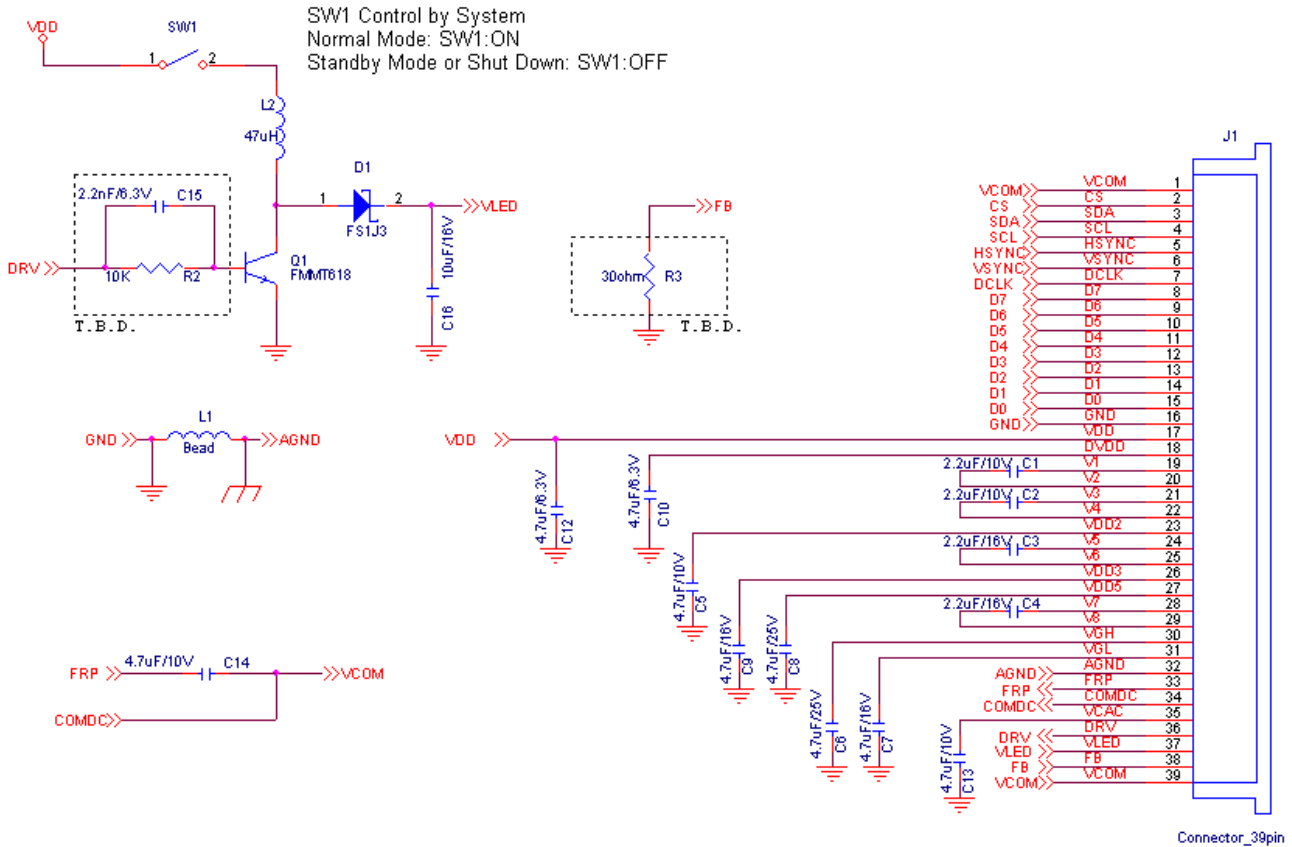 SW1 Control by System
Normal Mode: SW1:ON
Standby Mode or Shut Down: SW1:OFF
VDD
SW1
1
2
L2
47uH
D1
1
2
FS1J3
VLED
2.2nF/6.3V
C15
DRV
10K
R2
T.B.D.
Q1
FMMT618
10uF/16V
C16
FB
30ohm
R3
T.B.D.
GND
L1
Bead
AGND
VDD
4.7uF/6.3V
C12
4.7uF/6.3V
C10
4.7uF/10V
C5
4.7uF/16V
C9
4.7uF/25V
C8
4.7uF/25V
C6
4.7uF/16V
C7
4.7uF/10V
C13
2.2uF/10V C1
2.2uF/10V C2
2.2uF/16V C3
2.2uF/16V C4
FRP
4.7uF/10V
C14
VCOM
COMDC
J1
VCOM VCOM 1
CS CS 2
SDA SDA 3
SCL SCL 4
HSYNC HSYNC 5
VSYNC VSYNC 6
DCLK DCLK 7
D7 D7 8
D6 D6 9
D5 D5 10
D4 D4 11
D3 D3 12
D2 D2 13
D1 D1 14
D0 D0 15
GND GND 16
VDD 17
DVDD 18
V1 19
V2 20
V3 21
V4 22
VDD2 23
V5 24
V6 25
VDD3 26
VDD5 27
V7 28
V8 29
VGH 30
VGL 31
AGND AGND 32
FRP FRP 33
COMDC COMDC 34
VCAC 35
DRV DRV 36
VLED VLED 37
FB FB 38
VCOM VCOM 39
Connector_39pin